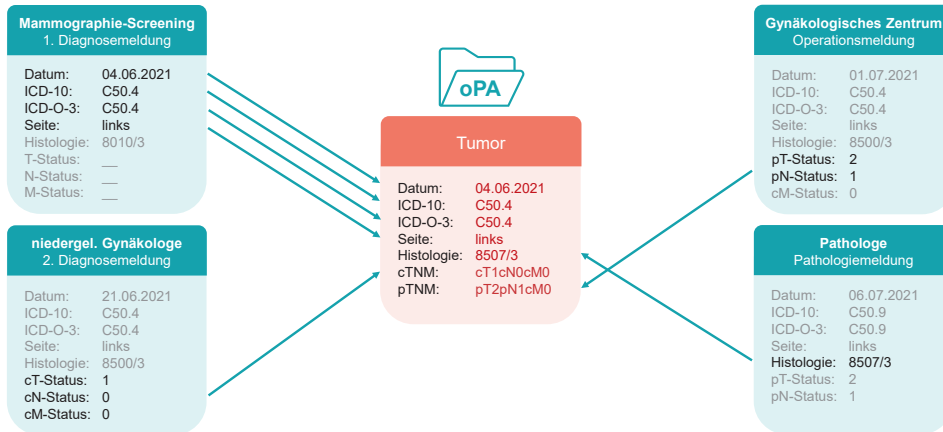 Mammographie-Screening
1. Diagnosemeldung
Datum: 04.06.2021
ICD-10: C50.4
ICD-O-3: C50.4
Seite: links
Histologie: 8010/3
T-Status: __
N-Status: __
M-Status: __
niedergel. Gynäkologe
2. Diagnosemeldung
Datum: 21.06.2021
ICD-10: C50.4
ICD-O-3: C50.4
Seite: links
Histologie: 8500/3
cT-Status: 1
cN-Status: 0
cM-Status: 0
oPA
Tumor
Datum: 04.06.2021
ICD-10: C50.4
ICD-O-3: C50.4
Seite: links
Histologie: 8507/3
cTNM: cT1cN0cM0
pTNM: pT2pN1cM0
Gynäkologisches Zentrum
Operationsmeldung
Datum: 01.07.2021
ICD-10: C50.4
ICD-O-3: C50.4
Seite: links
Histologie: 8500/3
pT-Status: 2
pN-Status: 1
cM-Status: 0
Pathologe
Pathologiemeldung
Datum: 06.07.2021
ICD-10: C50.9
ICD-O-3: C50.9
Seite: links
Histologie: 8507/3
pT-Status: 2
pN-Status: 1